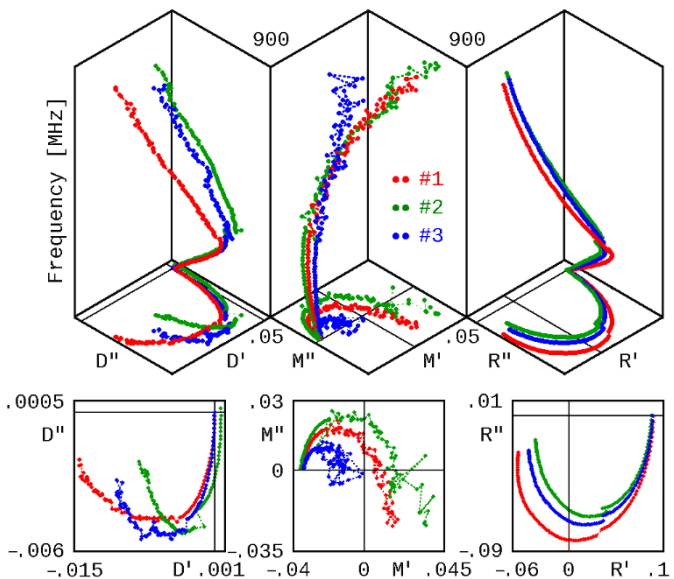 900 900
Frequency [MHz]
#1
#2
#3
.05 .05
D" D' M" M' R" R'
.0005 .03 .01
D" M" R"
0
-.006 -.035 -.09
-.015 D' .001 -.04 0 M' .045 -.06 0 R' .1